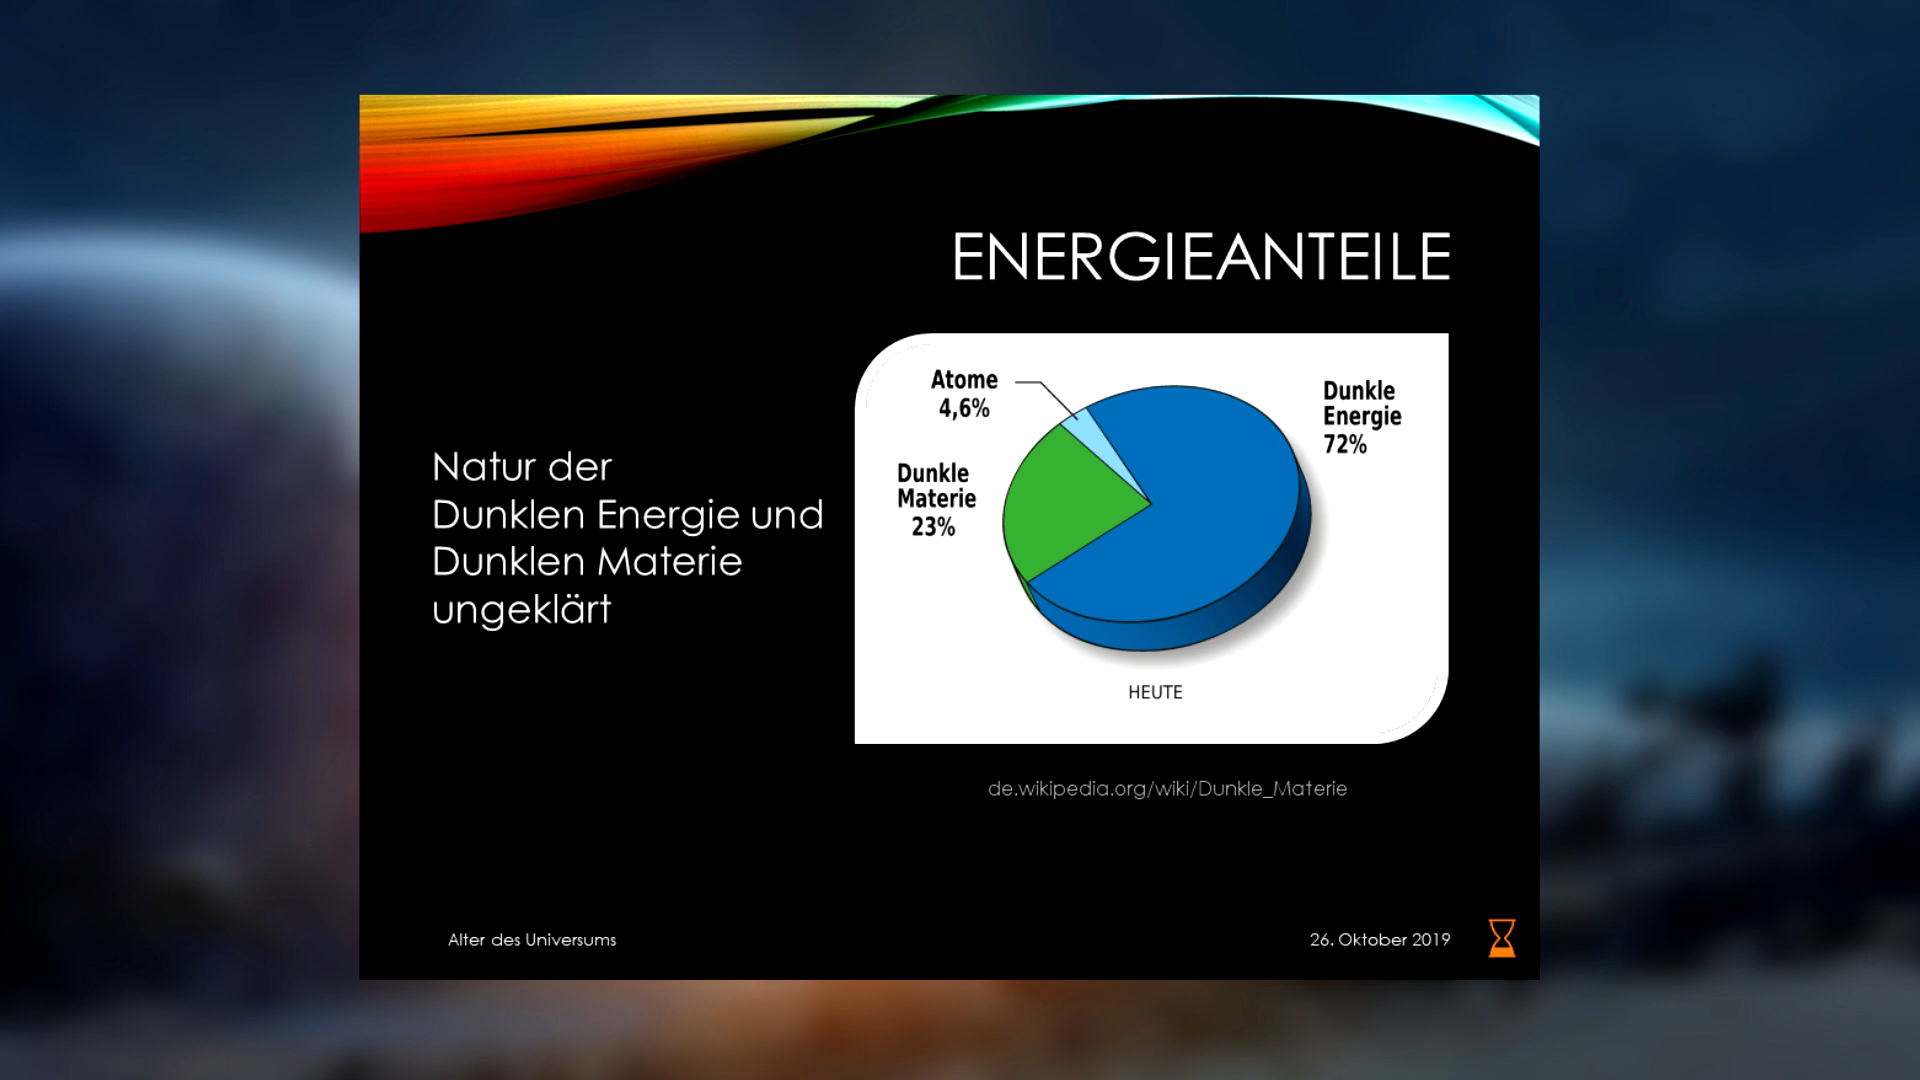 ENERGIEANTEILE
Natur der
Dunklen Energie und
Dunklen Materie
ungeklärt
Atome
4,6%
Dunkle
Materie
23%
Dunkle
Energie
72%
HEUTE
de.wikipedia.org/wiki/Dunkle_Materie
Alter des Universums
26. Oktober 2019